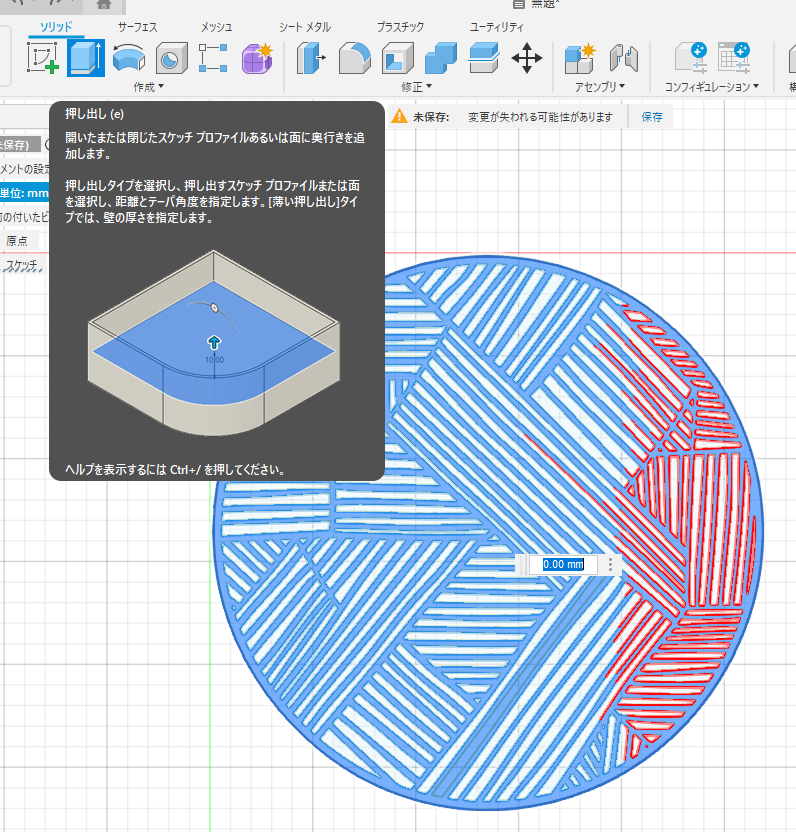 無題*
ソリッド
サーフェス
メッシュ
シート メタル
プラスチック
ユーティリティ
作成▼
修正▼
アセンブリ▼
コンフィギュレーション▼
押し出し (e)
開いたまたは閉じたスケッチ プロファイルあるいは面に奥行きを追
加します。
押し出しタイプを選択し、押し出すスケッチ プロファイルまたは面
を選択し、距離とテーパ角度を指定します。[薄い押し出し]タイ
プでは、壁の厚さを指定します。
10.00
ヘルプを表示するには Ctrl+/ を押してください。
未保存:
変更が失われる可能性があります
保存
保存)
メントの設定
単位: mm
の付いたビ
原点
スケッチ
0.00 mm